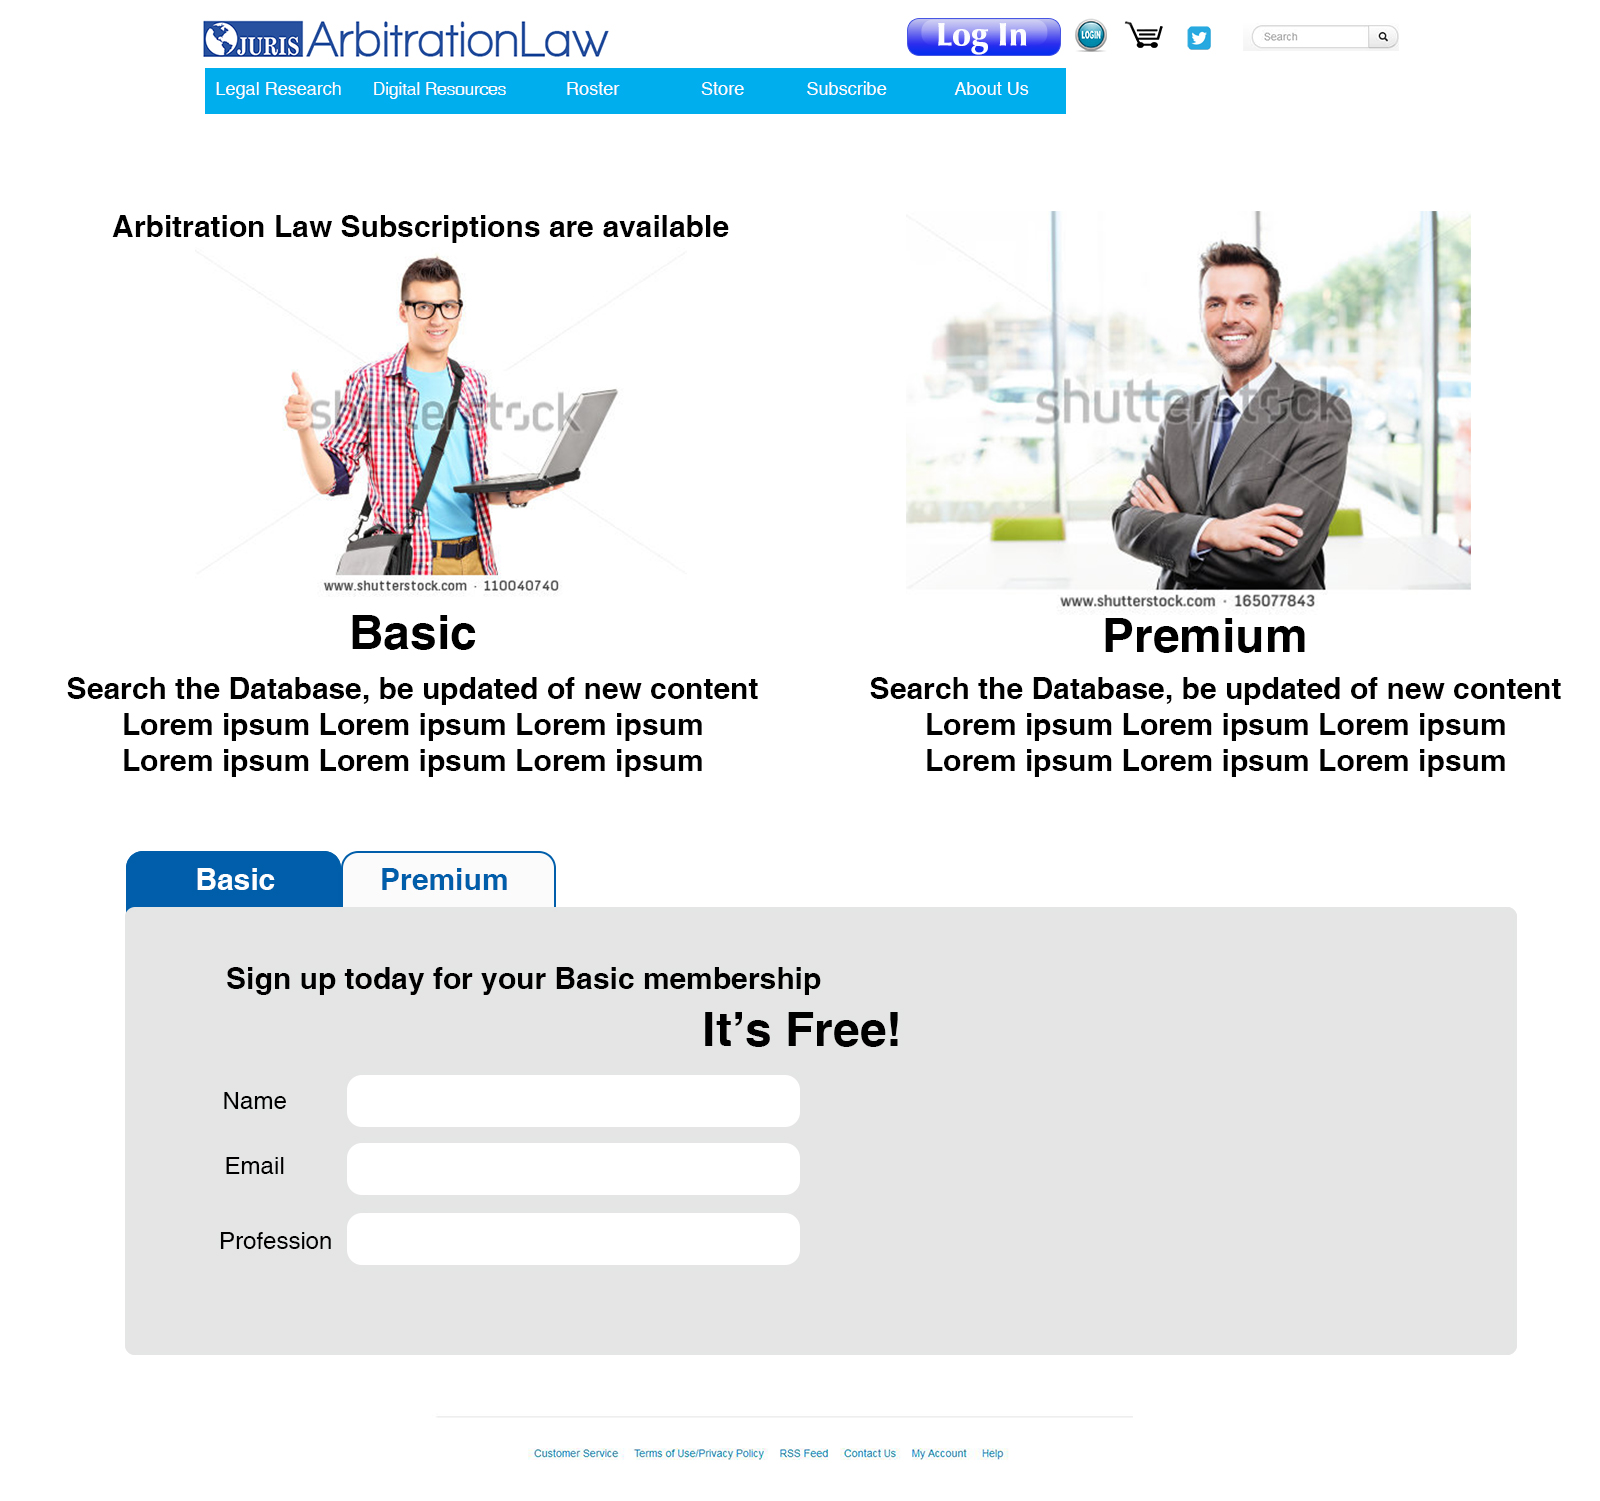 JURIS ArbitrationLaw
Log In
LOGIN
Search
Legal Research Digital Resources Roster Store Subscribe About Us
Arbitration Law Subscriptions are available
shutterstock
www.shutterstock.com · 110040740
shutterstock
www.shutterstock.com · 165077843
Basic
Search the Database, be updated of new content
Lorem ipsum Lorem ipsum Lorem ipsum
Lorem ipsum Lorem ipsum Lorem ipsum
Premium
Search the Database, be updated of new content
Lorem ipsum Lorem ipsum Lorem ipsum
Lorem ipsum Lorem ipsum Lorem ipsum
Basic Premium
Sign up today for your Basic membership
It’s Free!
Name
Email
Profession
Customer Service Terms of Use/Privacy Policy RSS Feed Contact Us My Account Help